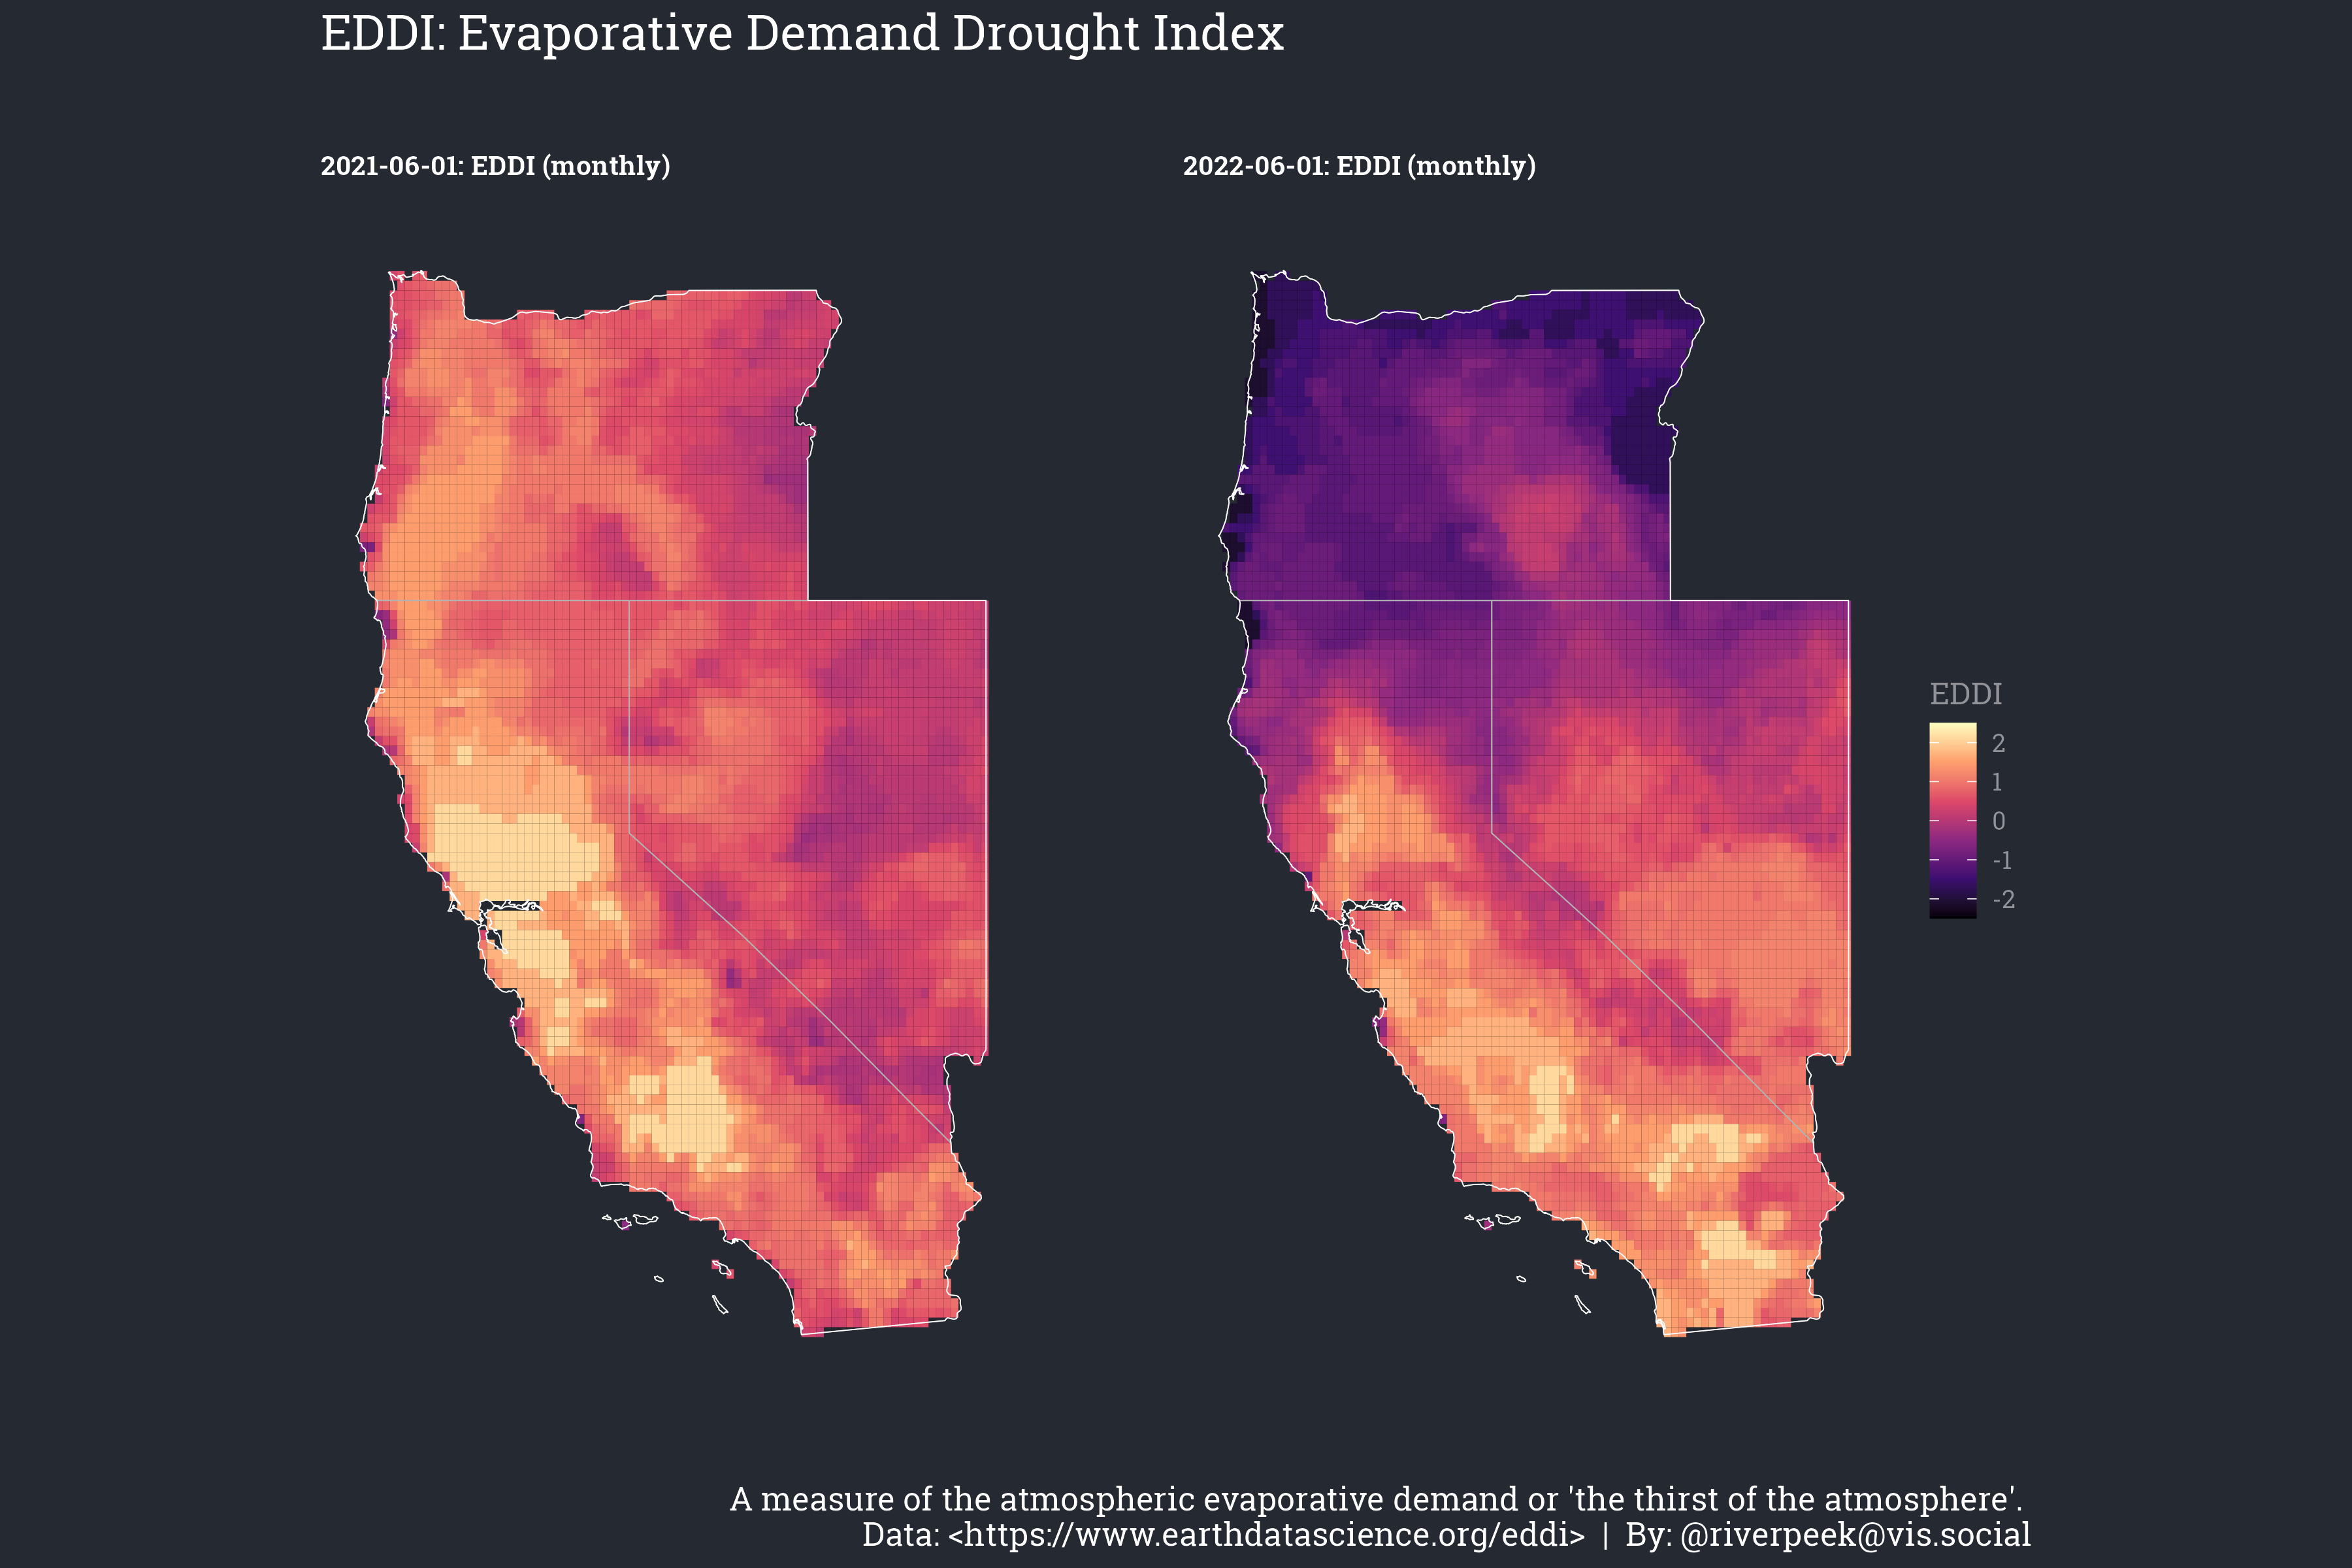 EDDI: Evaporative Demand Drought Index
2021-06-01: EDDI (monthly)
2022-06-01: EDDI (monthly)
EDDI
2
1
0
-1
-2
A measure of the atmospheric evaporative demand or 'the thirst of the atmosphere'.
Data: <https://www.earthdatascience.org/eddi> | By: @riverpeek@vis.social